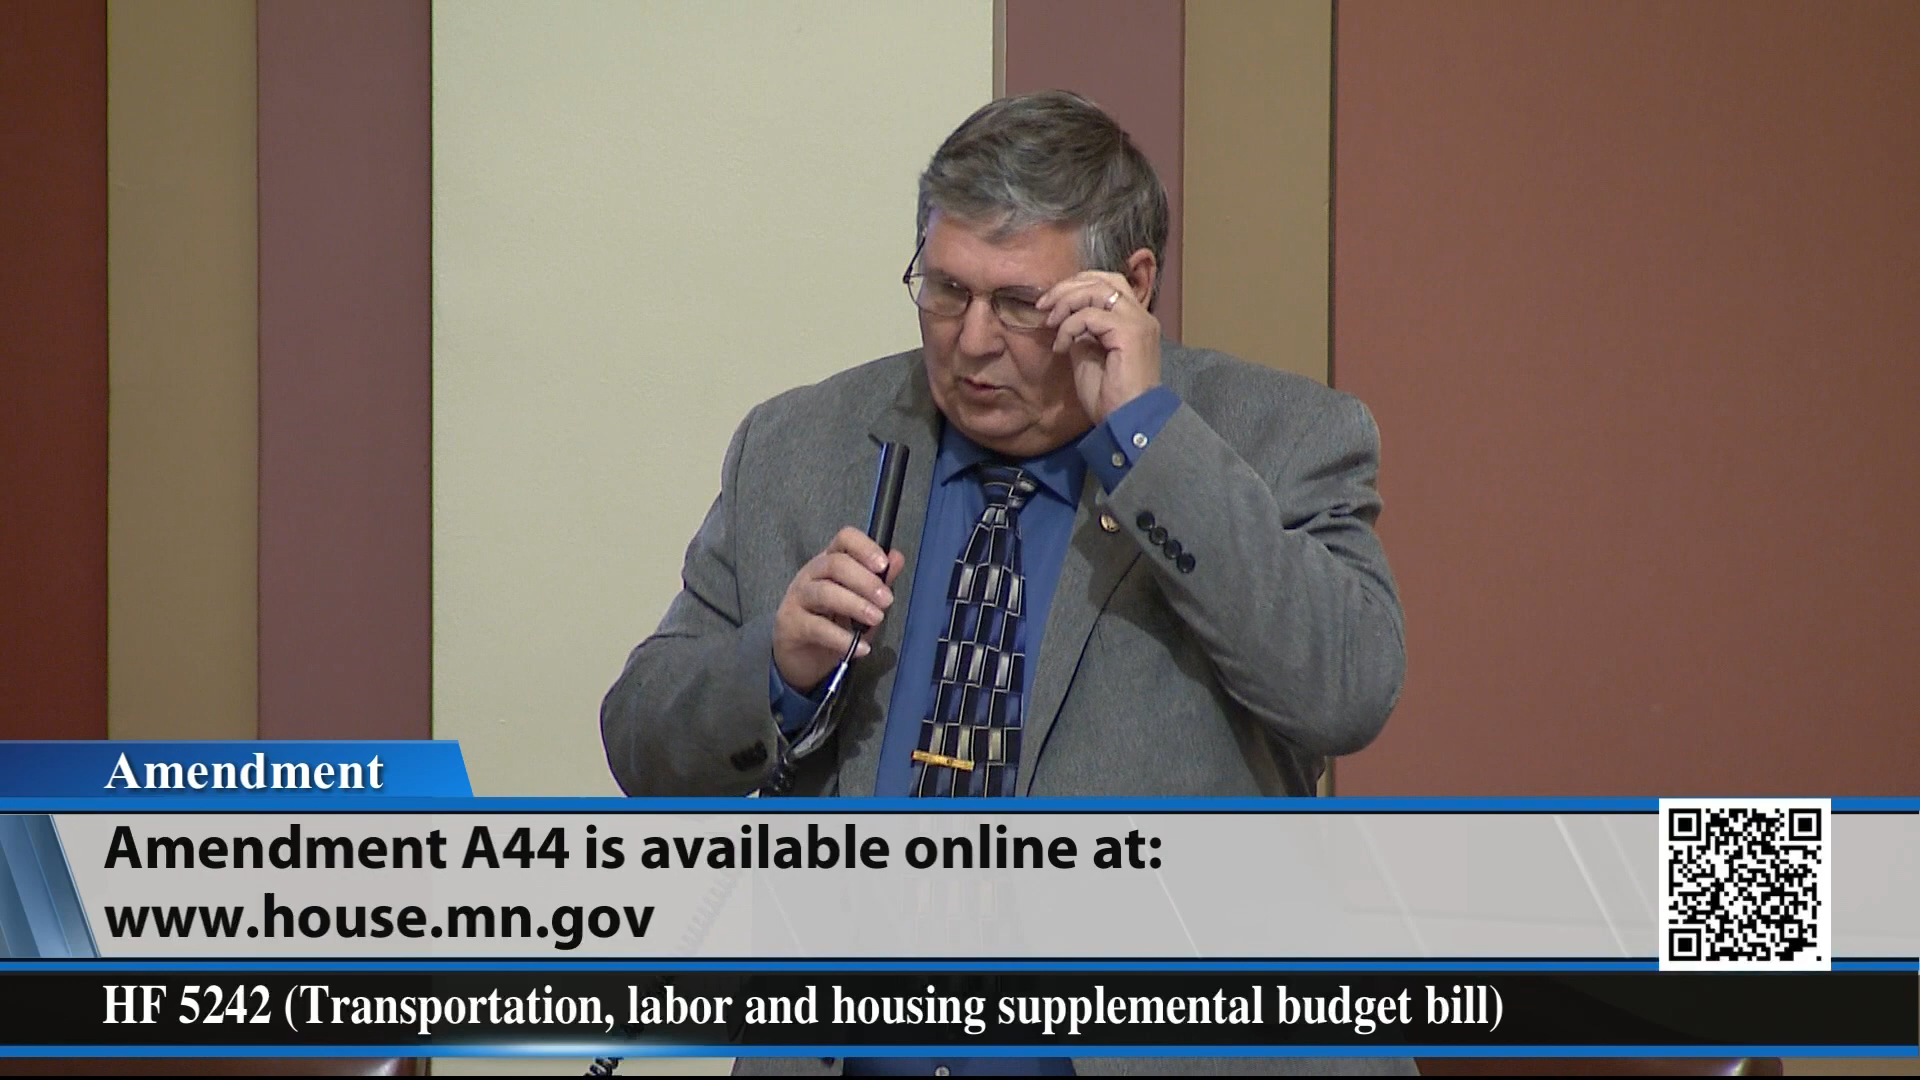 Amendment
Amendment A44 is available online at:
www.house.mn.gov
HF 5242 (Transportation, labor and housing supplemental budget bill)